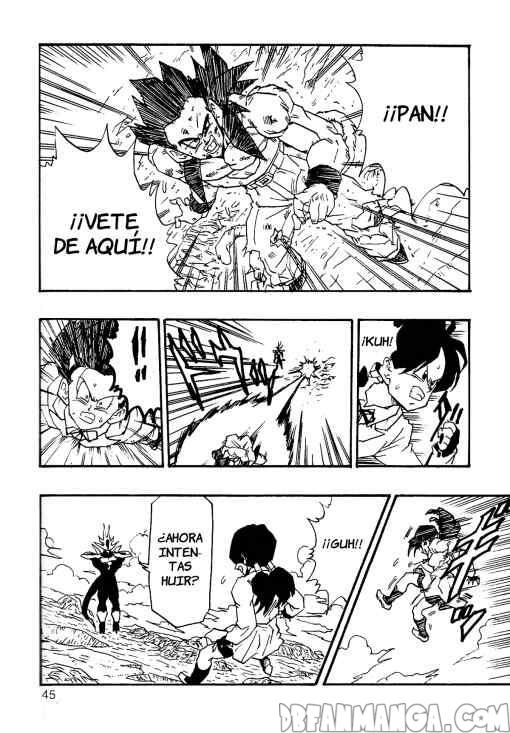 ¡¡PAN!!
¡¡VETE
DE AQUÍ!!
¡KUH!
¡¡GUH!!
¿AHORA
INTEN-
TAS
HUIR?
45
DBFANMANGA.COM